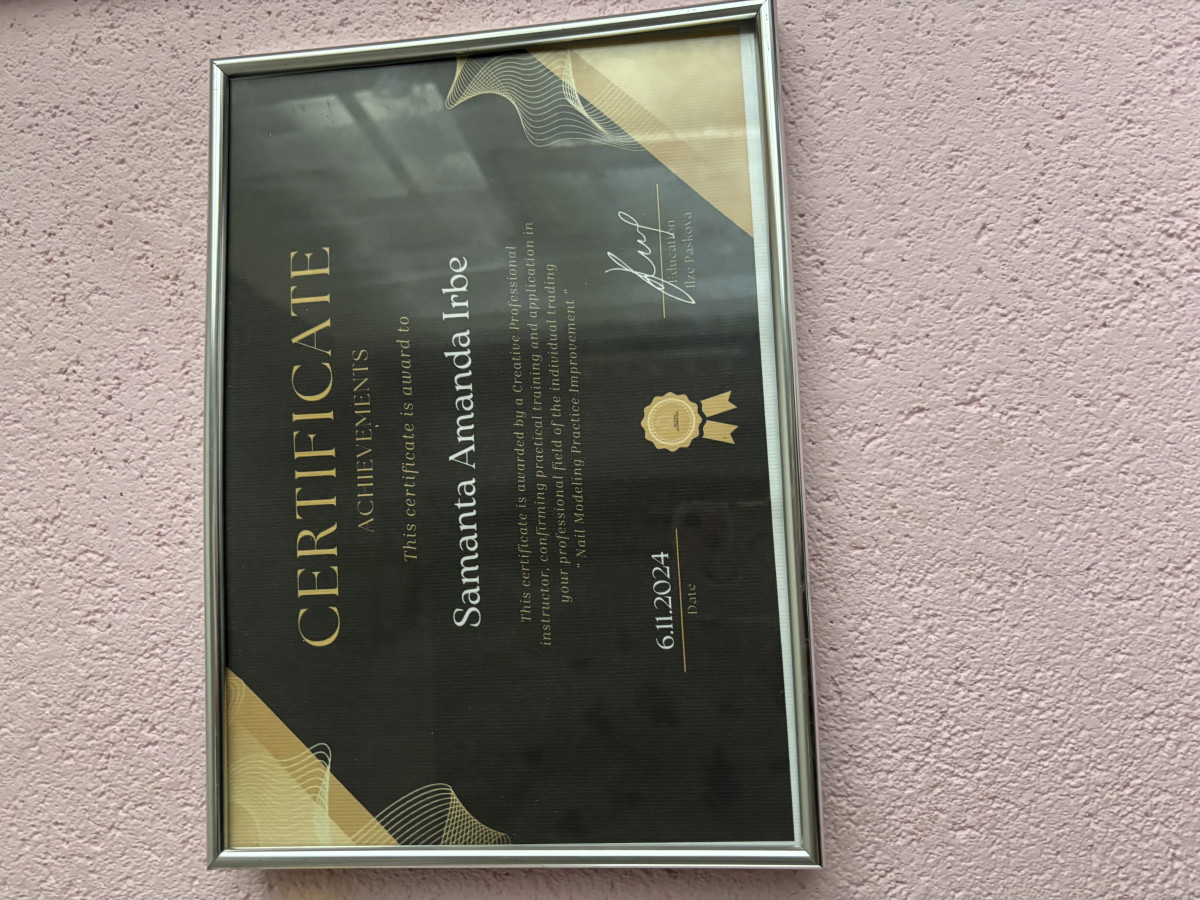 CERTIFICATE
ACHIEVEMENTS
This certificate is award to
Samanta Amanda Irbe
This certificate is awarded by a Creative Professional
instructor, confirming practical training and application in
your professional field of the individual trading
" Nail Modeling Practice Improvement "
6.11.2024
Date
Education
Ilze Paskova